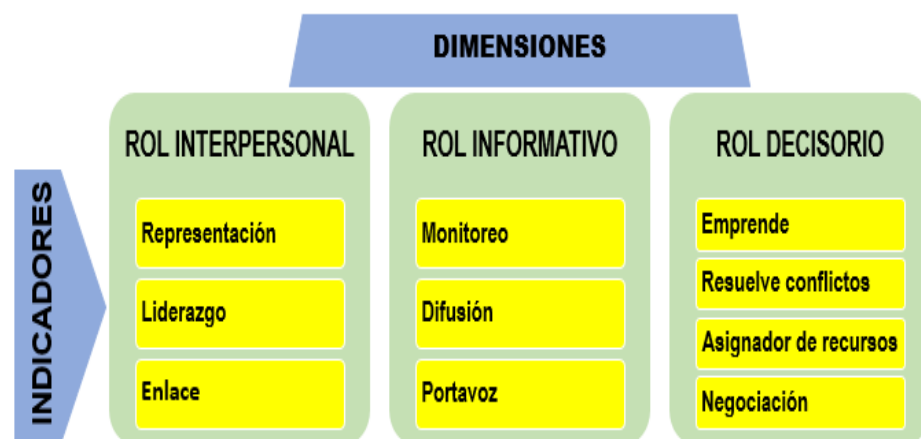 DIMENSIONES
INDICADORES
ROL INTERPERSONAL
Representación
Liderazgo
Enlace
ROL INFORMATIVO
Monitoreo
Difusión
Portavoz
ROL DECISORIO
Emprende
Resuelve conflictos
Asignador de recursos
Negociación